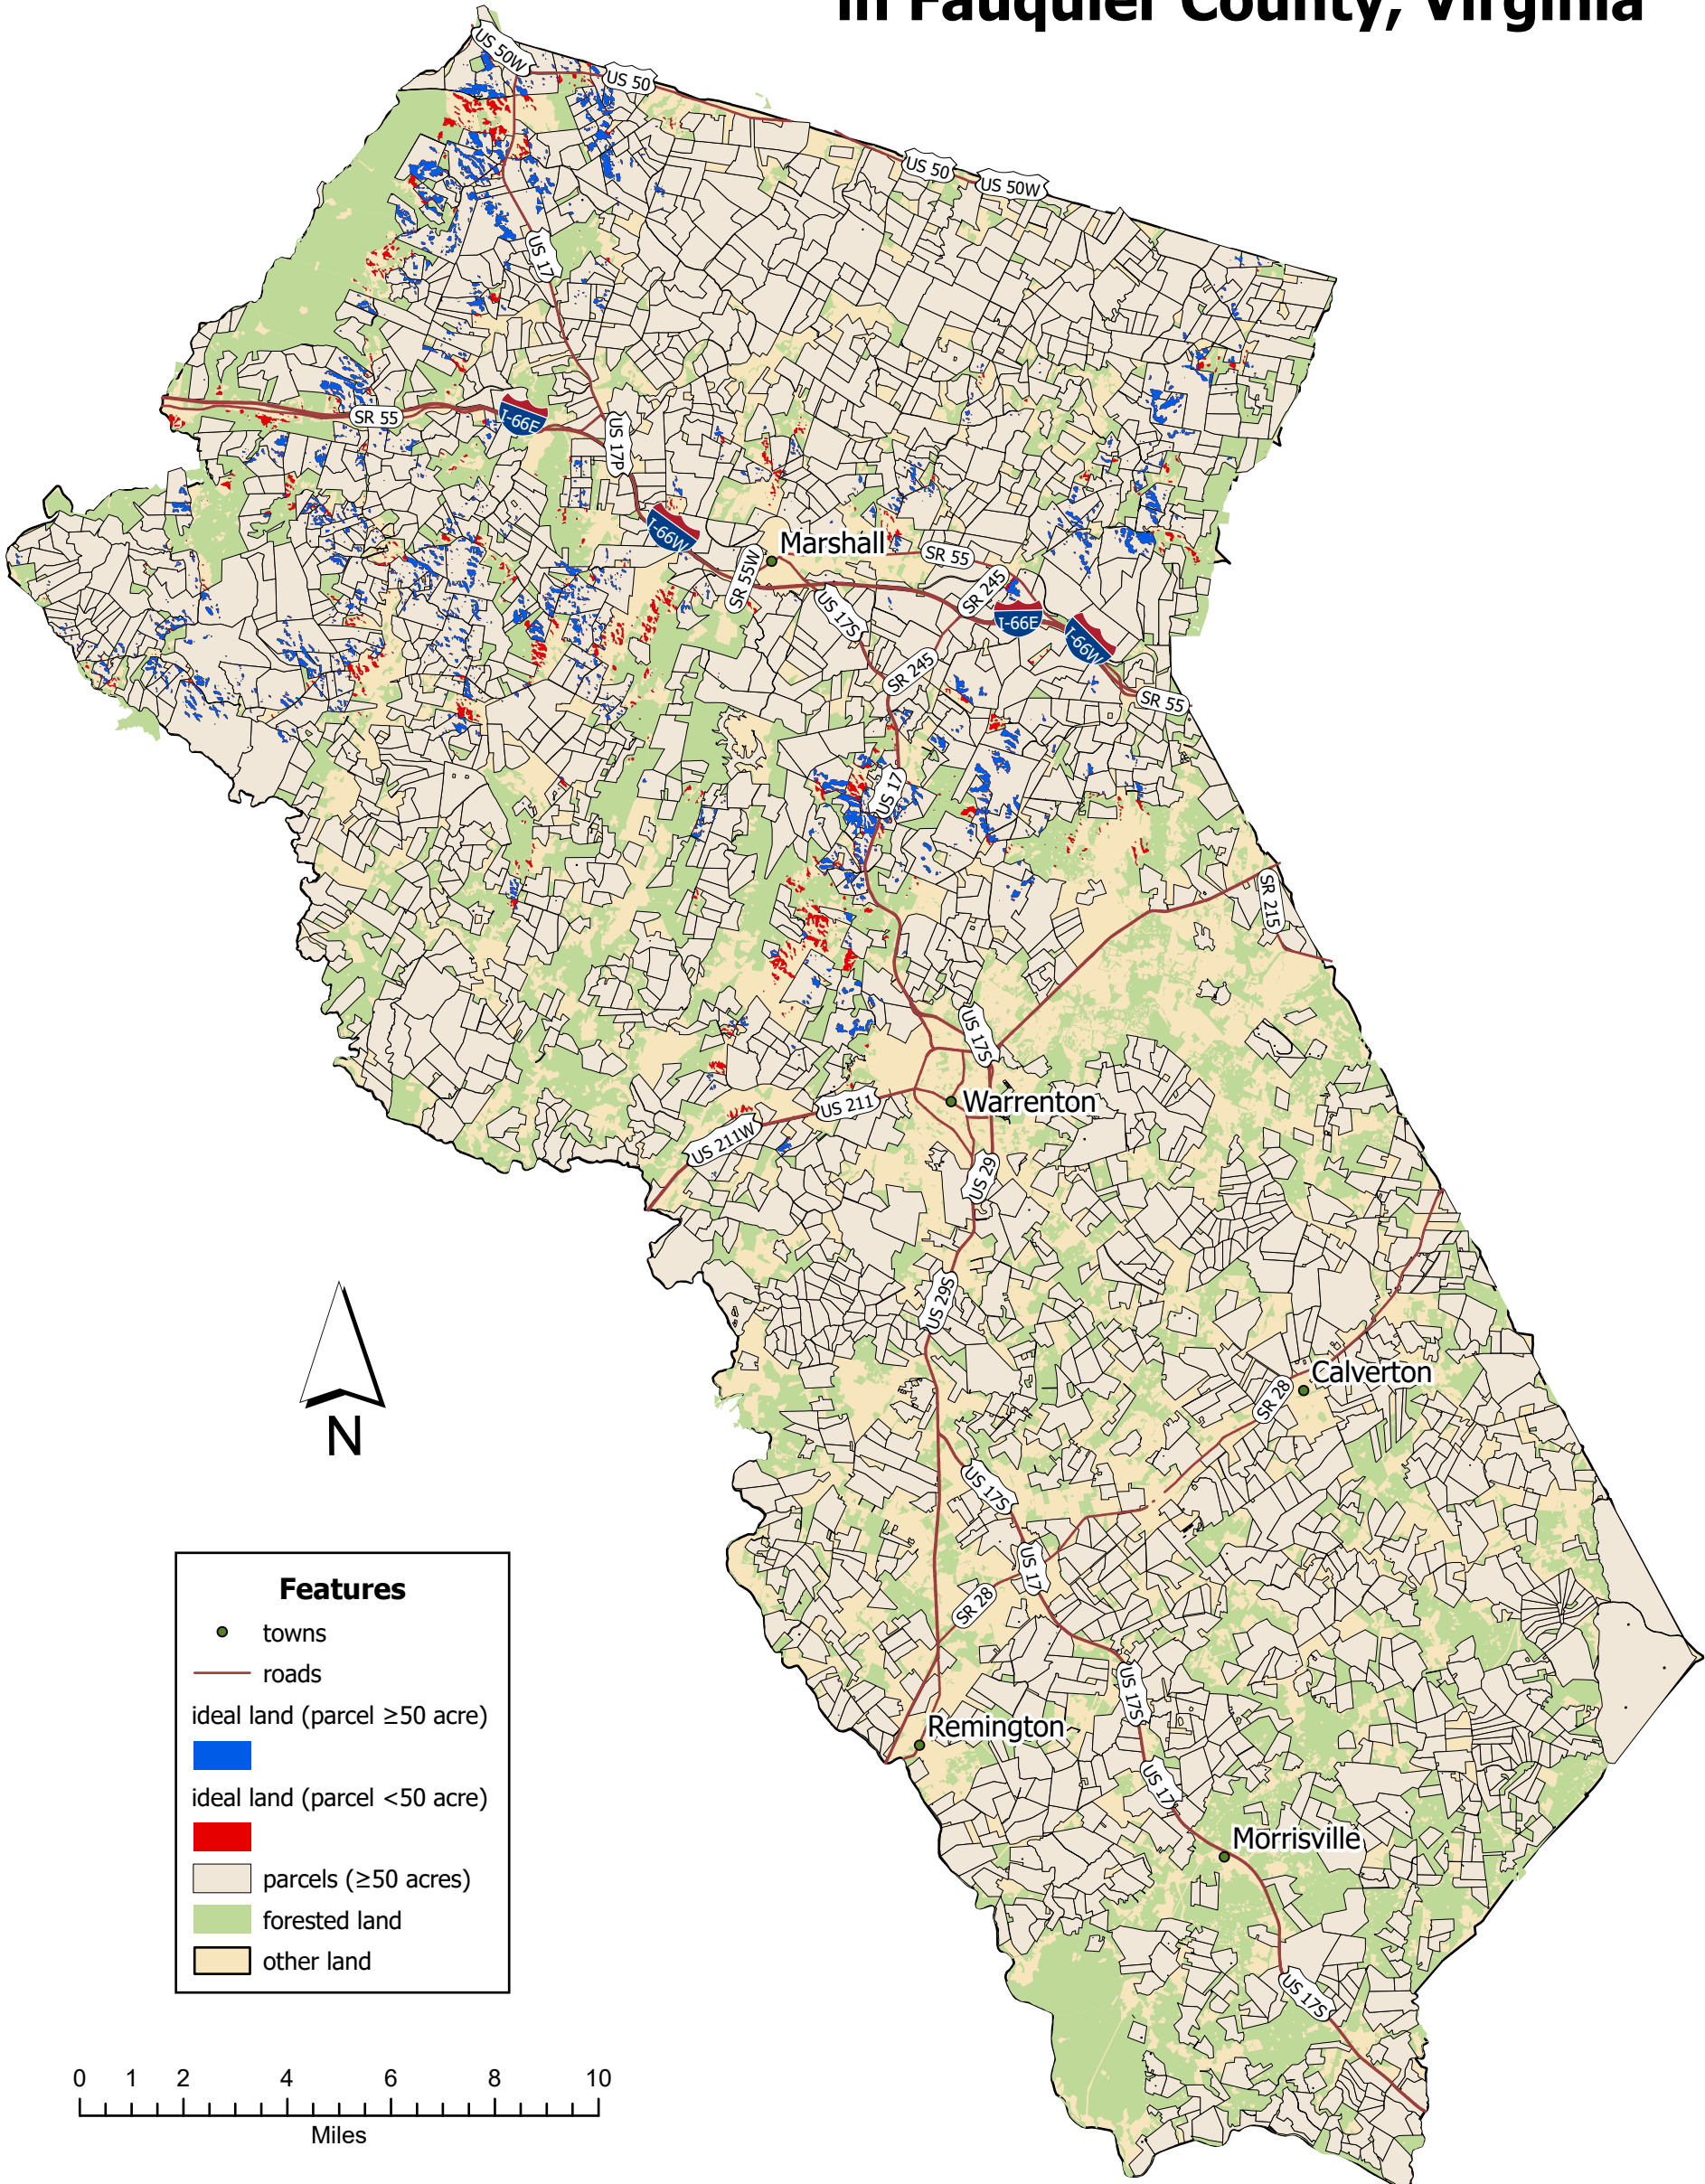 in Fauquier County, Virginia
US 50W
US 50
US 50
US 50W
US 17
SR 55
I-66E
US 17P
I-66W
Marshall
SR 55W
SR 55
SR 245
US 17S
I-66E
I-66W
SR 245
SR 55
US 17
SR 215
US 17S
Warrenton
US 211
US 211W
US 29
US 29S
Calverton
SR 28
US 17S
US 17
SR 28
US 17S
Remington
US 17
Morrisville
US 17S
N
Features
towns
roads
ideal land (parcel ≥50 acre)
ideal land (parcel <50 acre)
parcels (≥50 acres)
forested land
other land
0 1 2 4 6 8 10
Miles